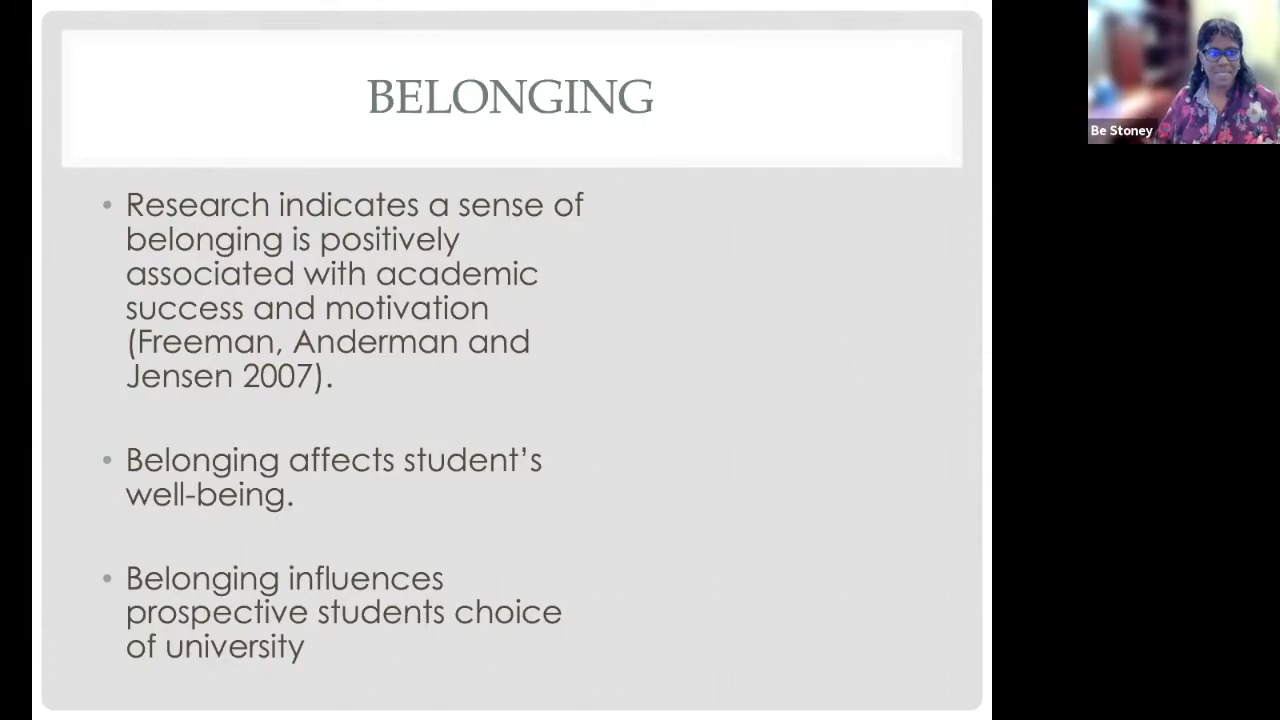 BELONGING
• Research indicates a sense of
belonging is positively
associated with academic
success and motivation
(Freeman, Anderman and
Jensen 2007).
• Belonging affects student’s
well-being.
• Belonging influences
prospective students choice
of university
Be Stoney